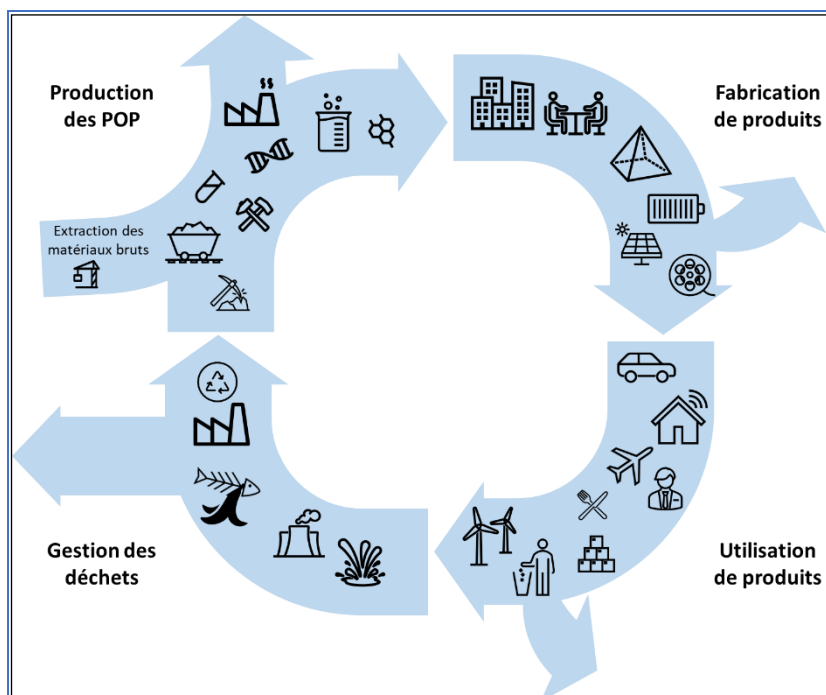 Production
des POP
Fabrication
de produits
Extraction des
matériaux bruts
Gestion des
déchets
Utilisation
de produits